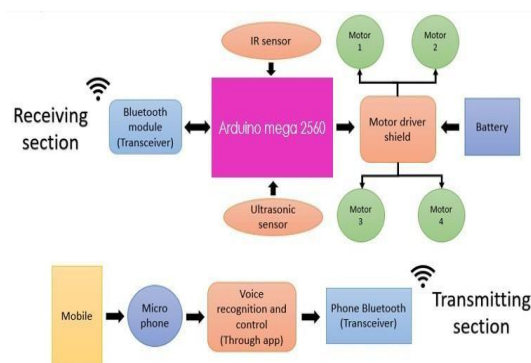 IR sensor
Motor
1
Motor
2
Receiving
section
Bluetooth
module
(Transceiver)
Arduino mega 2560
Motor driver
shield
Battery
Ultrasonic
sensor
Motor
3
Motor
4
Mobile
Micro
phone
Voice
recognition and
control
(Through app)
Phone Bluetooth
(Transceiver)
Transmitting
section